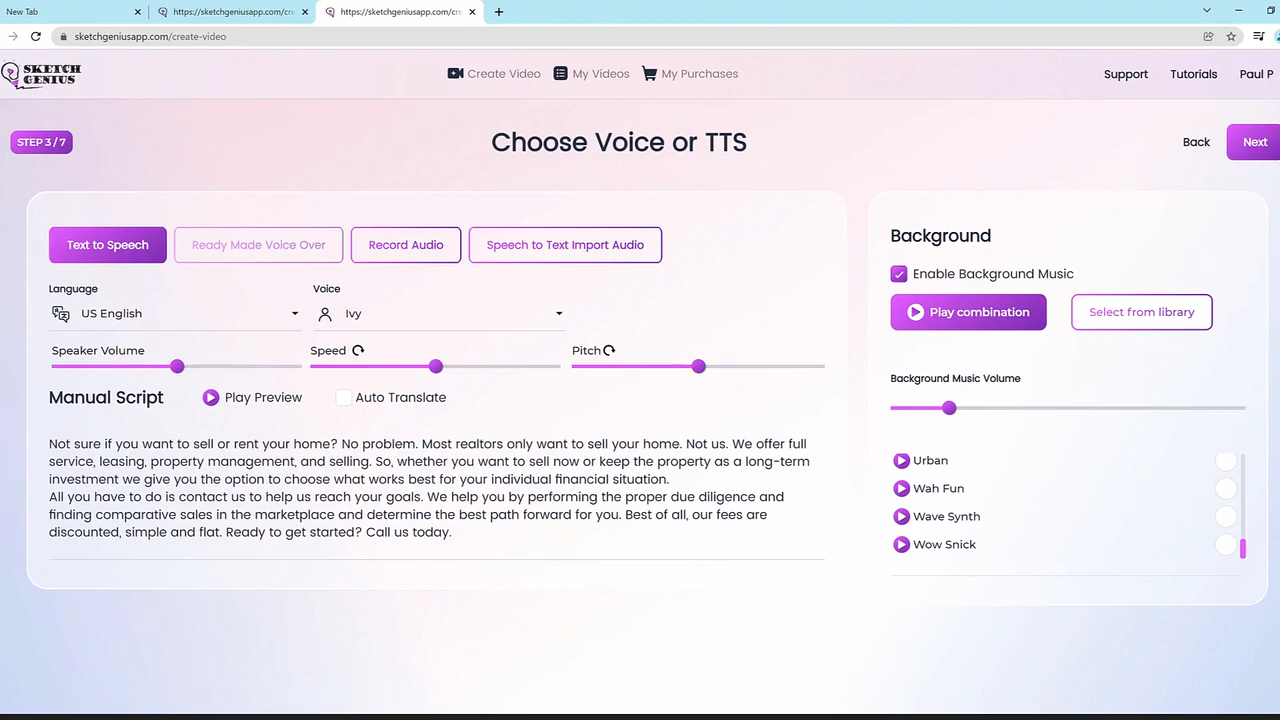 New Tab
https://sketchgeniusapp.com/cre
https://sketchgeniusapp.com/cre
sketchgeniusapp.com/create-video
SKETCH
GENIUS
Create Video
My Videos
My Purchases
Support
Tutorials
Paul P
STEP 3 / 7
Choose Voice or TTS
Back
Next
Text to Speech
Ready Made Voice Over
Record Audio
Speech to Text Import Audio
Language
Voice
US English
Ivy
Speaker Volume
Speed
Pitch
Manual Script
Play Preview
Auto Translate
Not sure if you want to sell or rent your home? No problem. Most realtors only want to sell your home. Not us. We offer full
service, leasing, property management, and selling. So, whether you want to sell now or keep the property as a long-term
investment we give you the option to choose what works best for your individual financial situation.
All you have to do is contact us to help us reach your goals. We help you by performing the proper due diligence and
finding comparative sales in the marketplace and determine the best path forward for you. Best of all, our fees are
discounted, simple and flat. Ready to get started? Call us today.
Background
Enable Background Music
Play combination
Select from library
Background Music Volume
Urban
Wah Fun
Wave Synth
Wow Snick